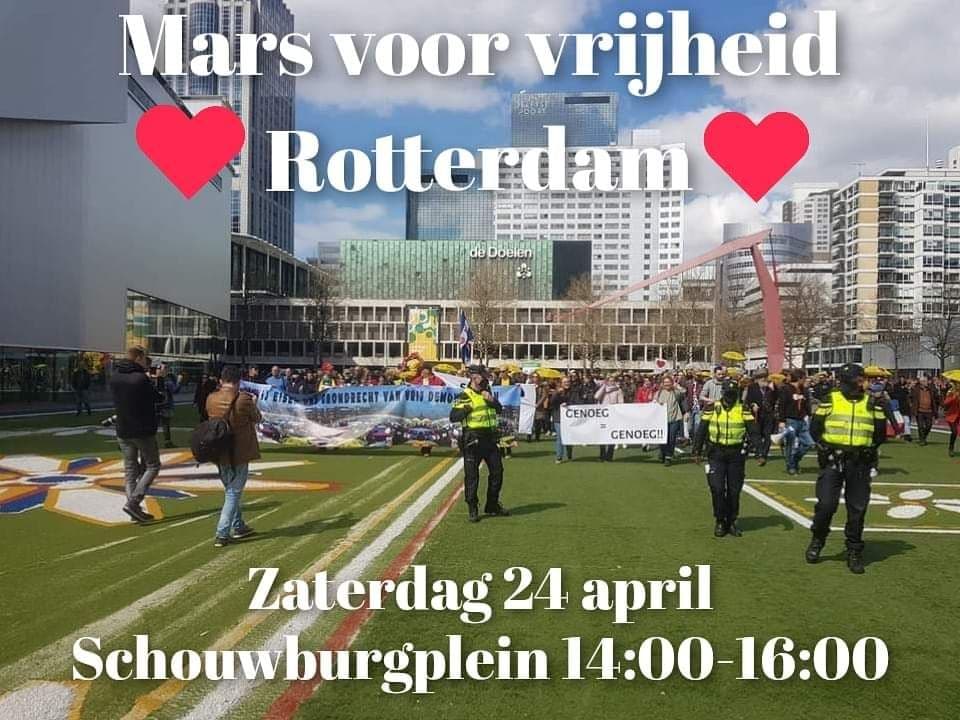 Mars voor vrijheid
Rotterdam
de Doelen
GENOEG
=
GENOEG!!
Zaterdag 24 april
Schouwburgplein 14:00-16:00